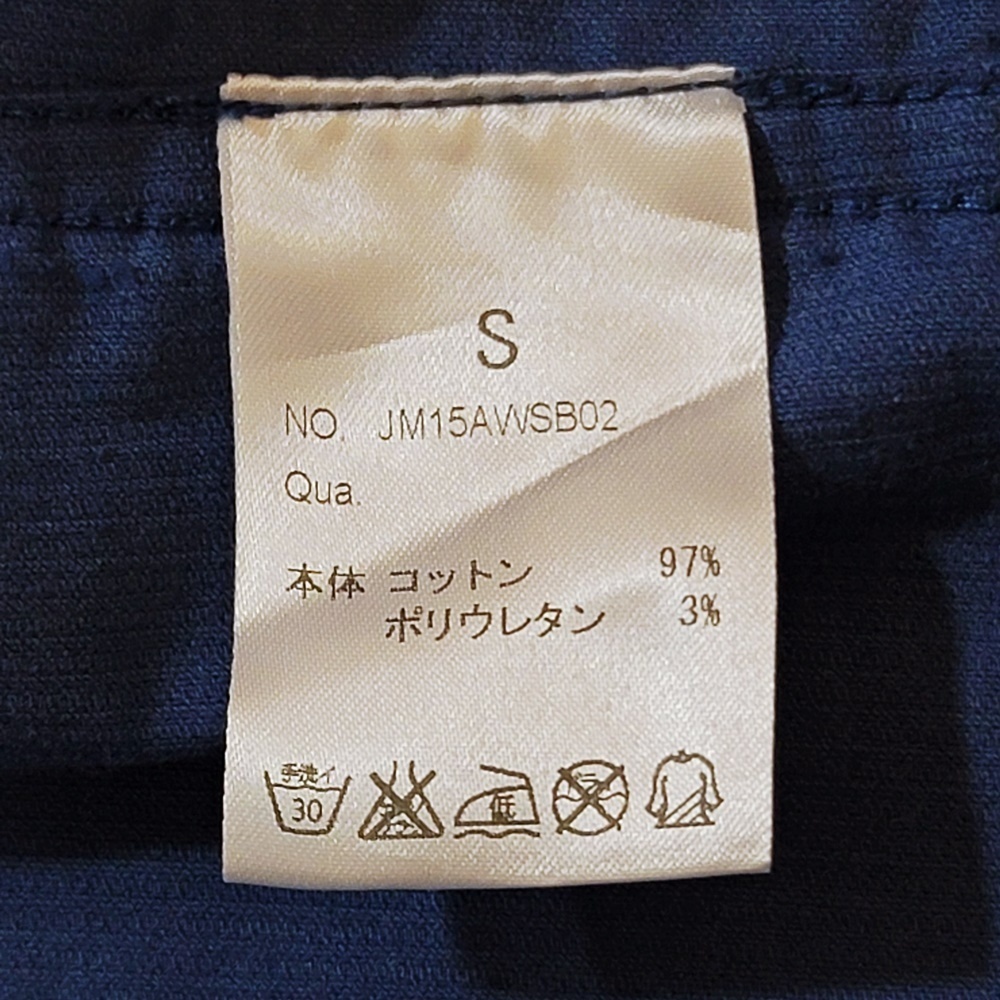 S
NO. JM15AWSB02
Qua.
本体 コットン 97%
ポリウレタン 3%
手洗イ
30
低